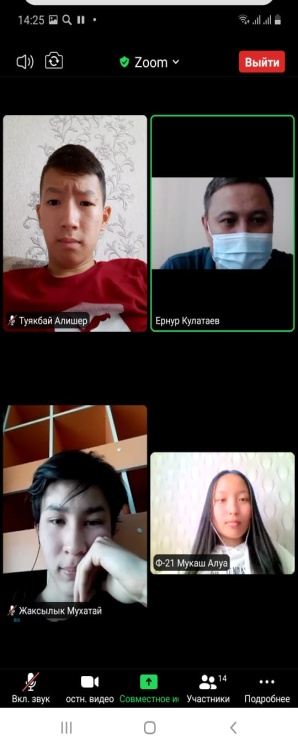 14:25
Zoom
Выйти
Туякбай Алишер
Ернур Кулатаев
Жаксылык Мухатай
Ф-21 Мукаш Алуа
14
Вкл. звук остн. видео Совместное ис Участники Подробнее